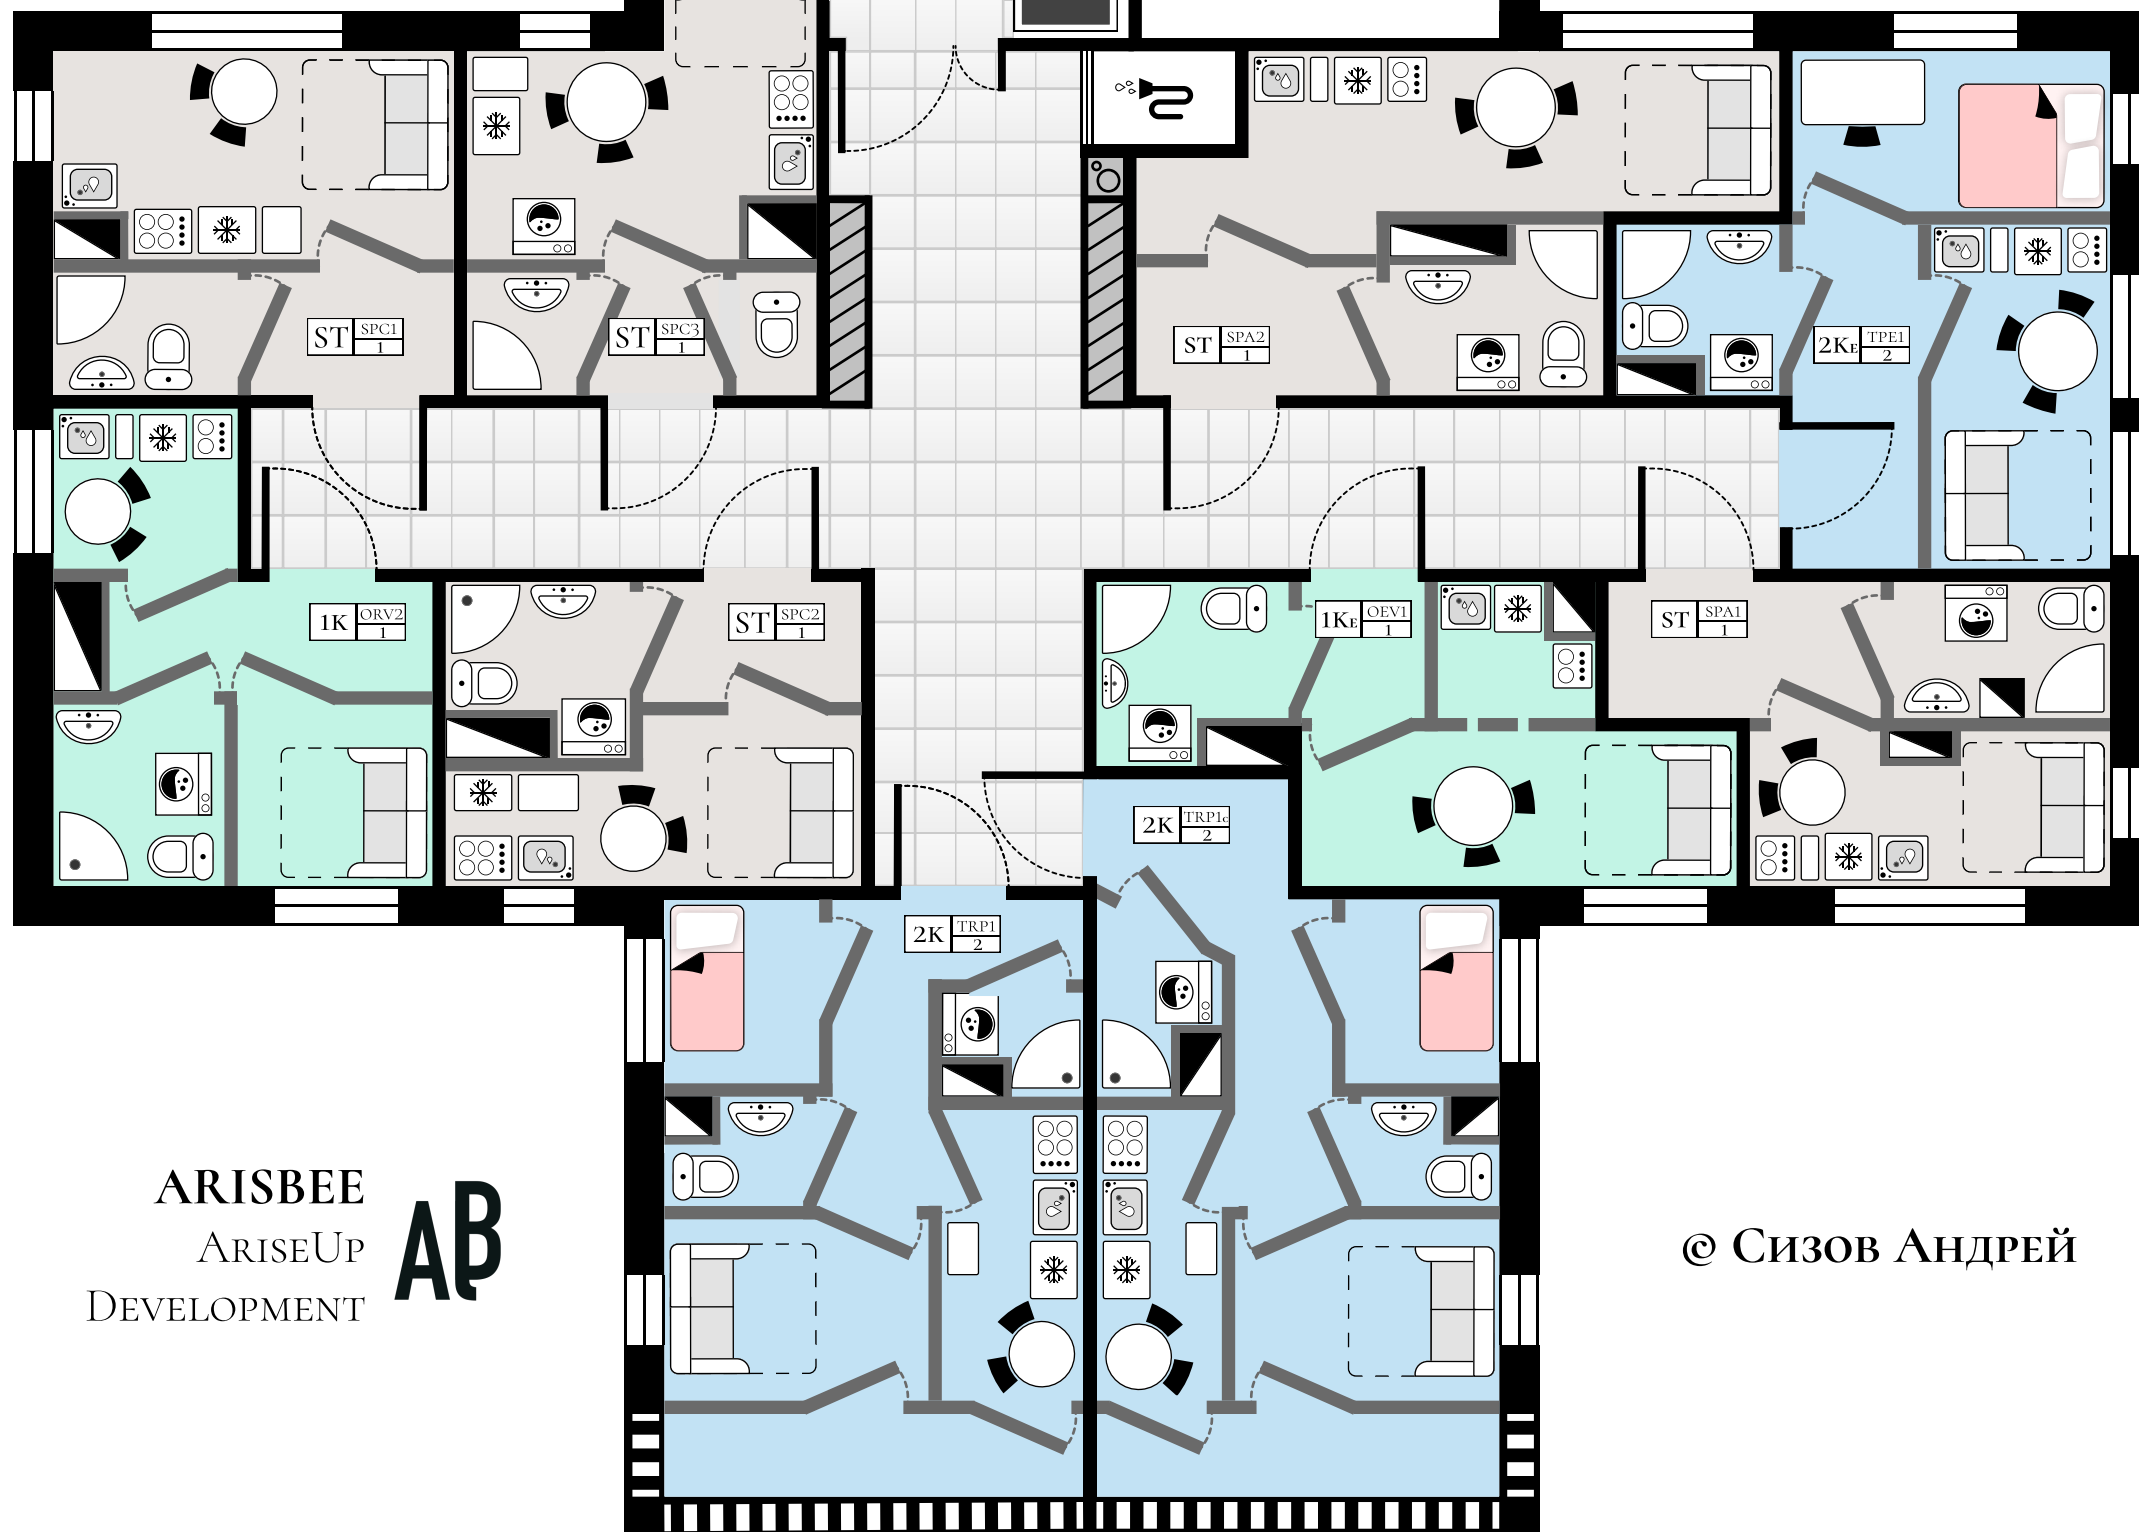 ST SPC1 1
ST SPC3 1
ST SPA2 1
2KE TPE1 2
1K ORV2 1
ST SPC2 1
1KE OEV1 1
ST SPA1 1
2K TRP1c 2
2K TRP1 2
ARISBEE
ARISEUP
DEVELOPMENT
AB
© Сизов Андрей